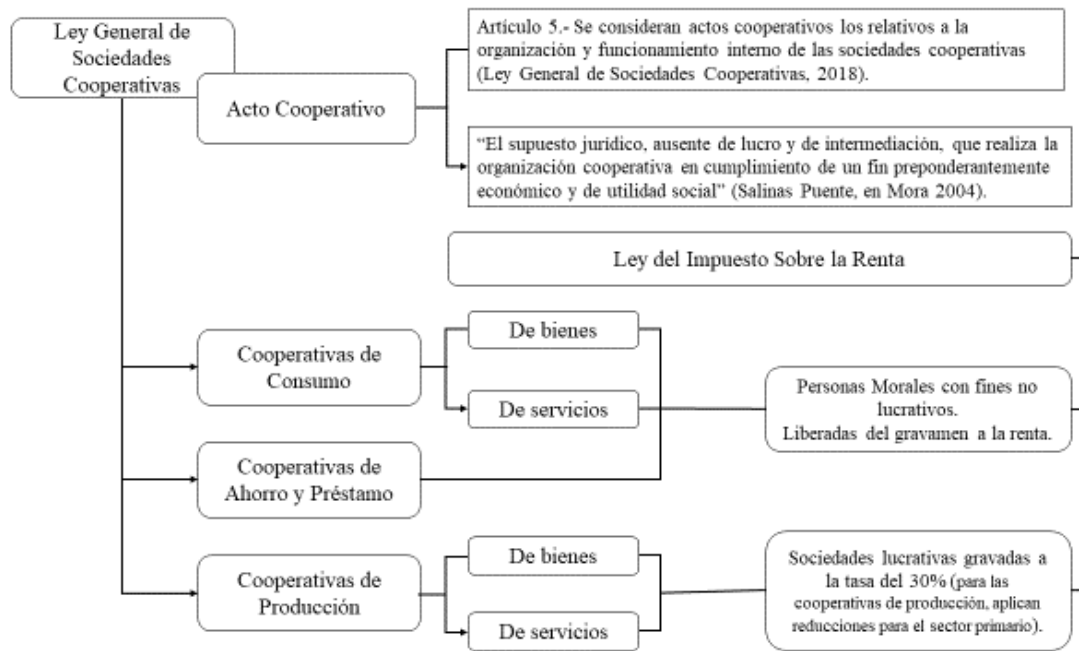 Ley General de
Sociedades
Cooperativas
Acto Cooperativo
Artículo 5.- Se consideran actos cooperativos los relativos a la
organización y funcionamiento interno de las sociedades cooperativas
(Ley General de Sociedades Cooperativas, 2018).
“El supuesto jurídico, ausente de lucro y de intermediación, que realiza la
organización cooperativa en cumplimiento de un fin preponderantemente
económico y de utilidad social” (Salinas Puente, en Mora 2004).
Ley del Impuesto Sobre la Renta
Cooperativas de
Consumo
De bienes
De servicios
Personas Morales con fines no
lucrativos.
Liberadas del gravamen a la renta.
Cooperativas de
Ahorro y Préstamo
Cooperativas de
Producción
De bienes
De servicios
Sociedades lucrativas gravadas a
la tasa del 30% (para las
cooperativas de producción, aplican
reducciones para el sector primario).